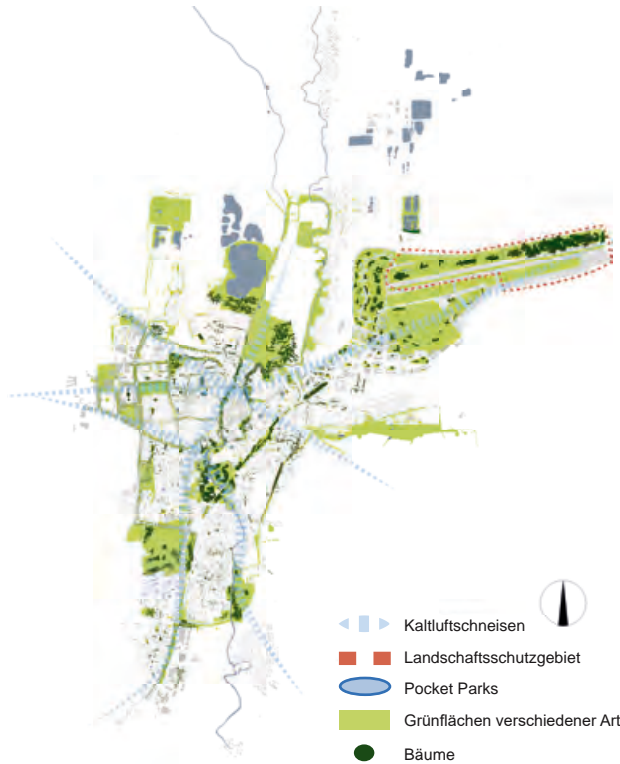 Kaltluftschneisen
Landschaftsschutzgebiet
Pocket Parks
Grünflächen verschiedener Art
Bäume